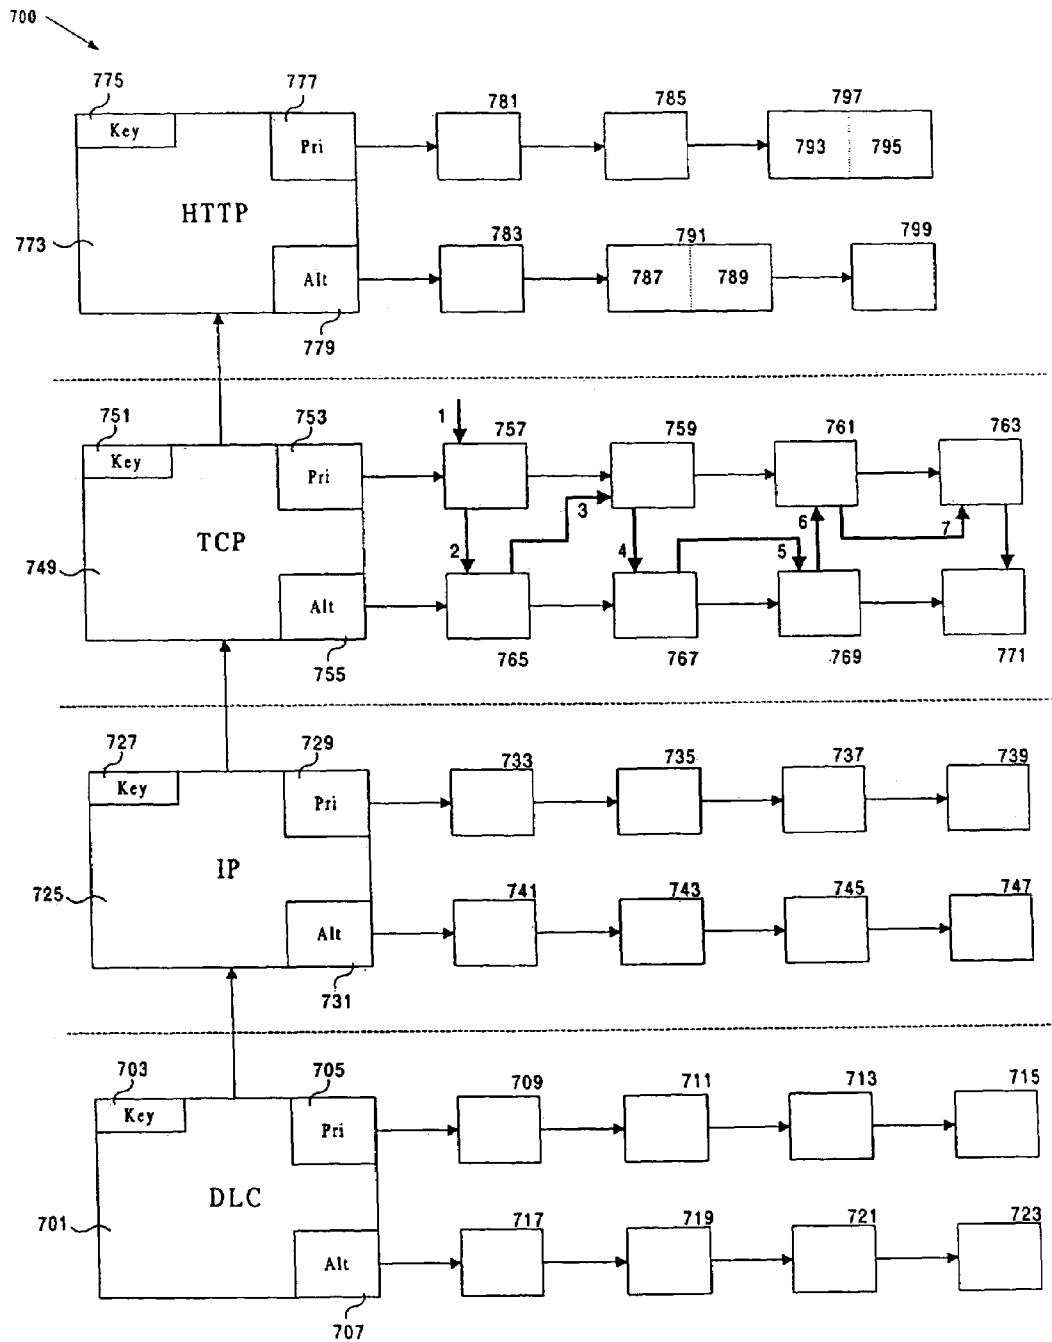 700
775 777 781 785 797
Key Pri 793 795
HTTP
773 783 791 799
Alt 787 789
779
751 753 1 757 759 761 763
Key Pri
3 6 7
TCP 2 4 5
749
Alt
755 765 767 769 771
727 729 733 735 737 739
Key Pri
IP
725 741 743 745 747
Alt
731
703 705 709 711 713 715
Key Pri
DLC
701 717 719 721 723
Alt
707